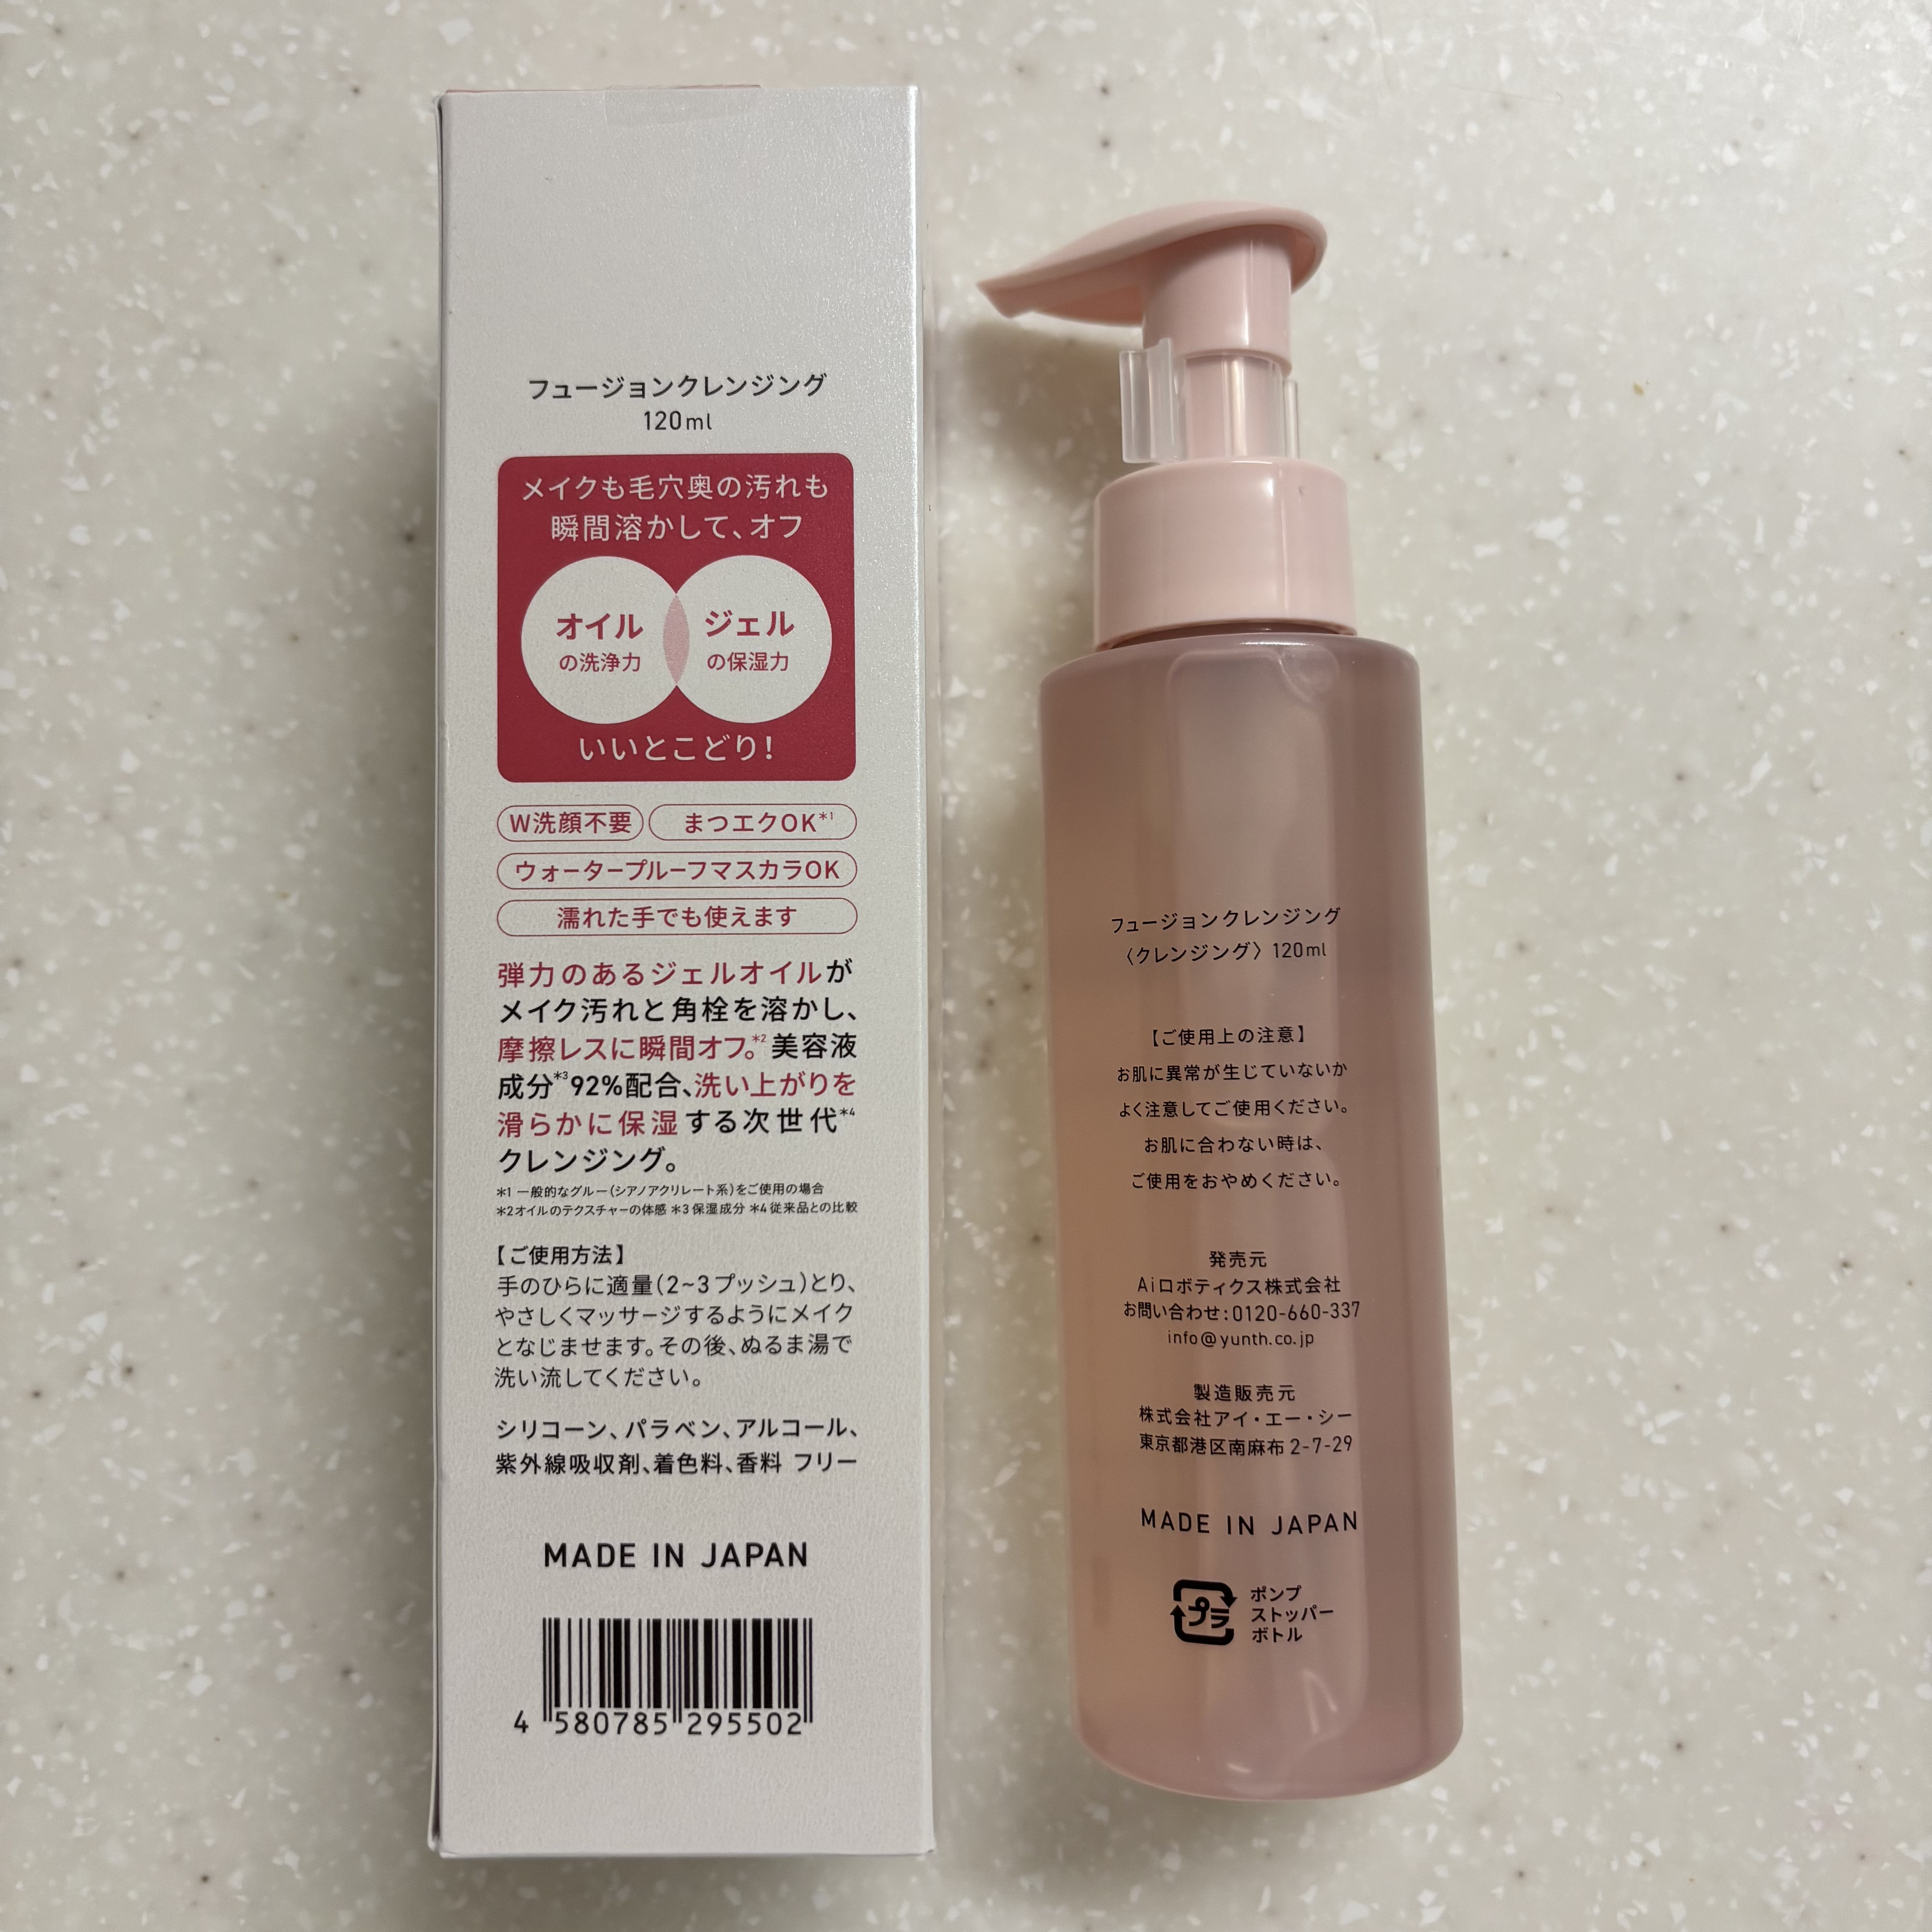 フュージョンクレンジング
120ml
メイクも毛穴奥の汚れも
瞬間溶かして、オフ
オイル
の洗浄力
ジェル
の保湿力
いいとこどり！
W洗顔不要
まつエクOK＊1
ウォータープルーフマスカラOK
濡れた手でも使えます
弾力のあるジェルオイルが
メイク汚れと角栓を溶かし、
摩擦レスに瞬間オフ。＊2 美容液
成分＊3 92%配合、洗い上がりを
滑らかに保湿する次世代＊4
クレンジング。
＊1 一般的なグルー（シアノアクリレート系）をご使用の場合
＊2オイルのテクスチャーの体感 ＊3 保湿成分 ＊4 従来品との比較
【ご使用方法】
手のひらに適量（2~3プッシュ）とり、
やさしくマッサージするようにメイク
となじませます。その後、ぬるま湯で
洗い流してください。
シリコーン、パラベン、アルコール、
紫外線吸収剤、着色料、香料 フリー
MADE IN JAPAN
4 580785 295502
フュージョンクレンジング
〈クレンジング〉120ml
【ご使用上の注意】
お肌に異常が生じていないか
よく注意してご使用ください。
お肌に合わない時は、
ご使用をおやめください。
発売元
Aiロボティクス株式会社
お問い合わせ：0120-660-337
info@yunth.co.jp
製造販売元
株式会社アイ・エー・シー
東京都港区南麻布2-7-29
MADE IN JAPAN
プラ
ポンプ
ストッパー
ボトル